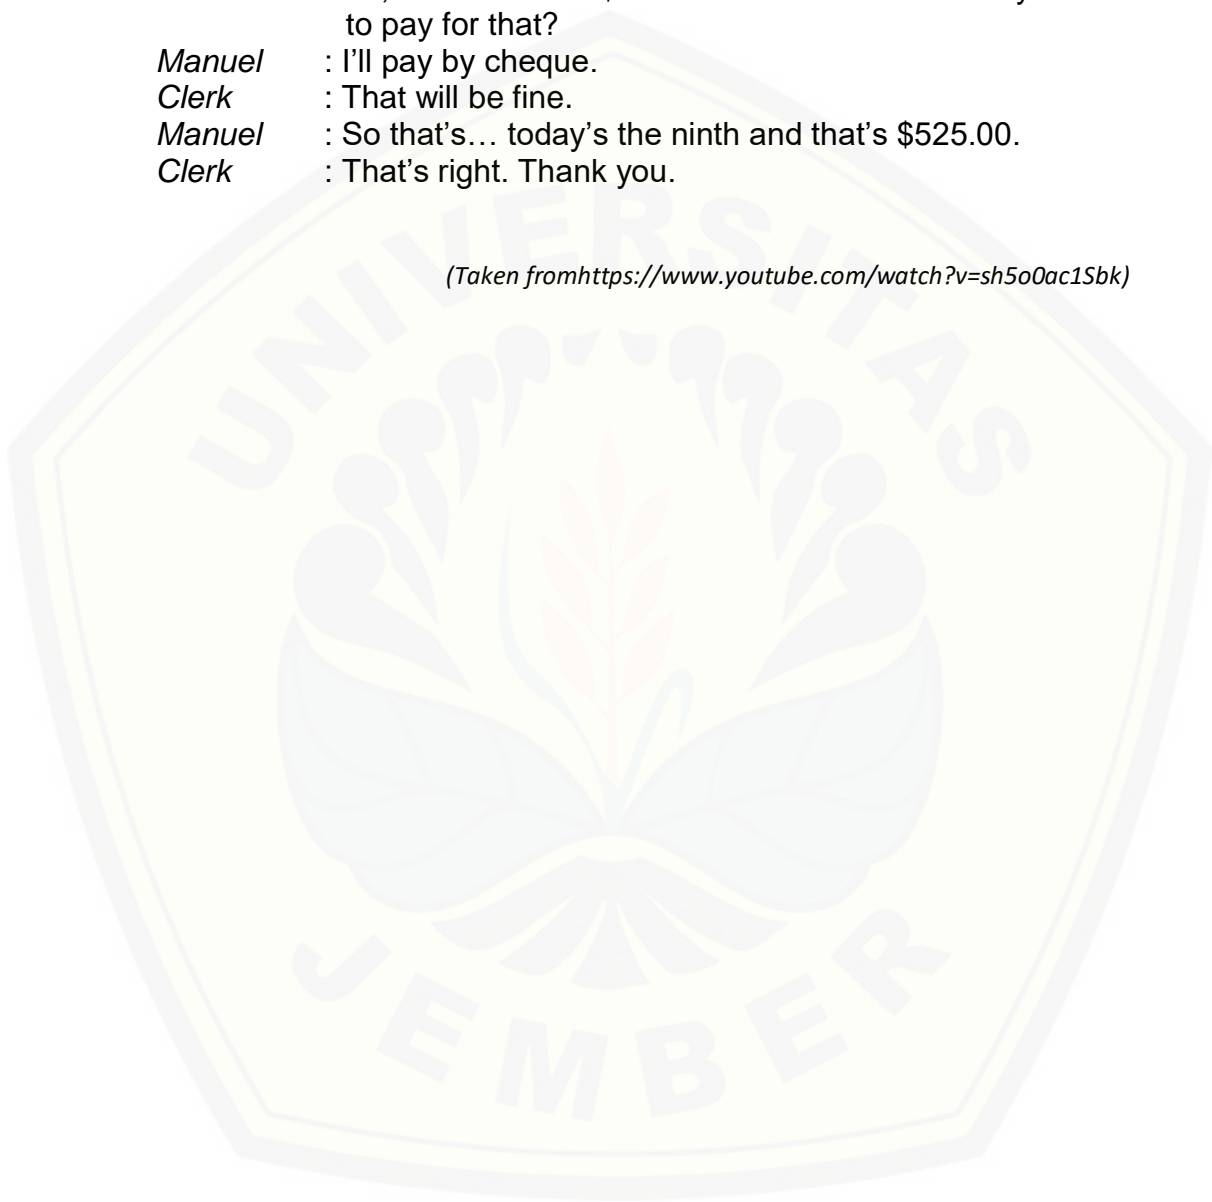 to pay for that?
Manuel : I’ll pay by cheque.
Clerk : That will be fine.
Manuel : So that’s… today’s the ninth and that’s $525.00.
Clerk : That’s right. Thank you.
(Taken fromhttps://www.youtube.com/watch?v=sh5o0ac1Sbk)
UNIVERSITAS
JEMBER